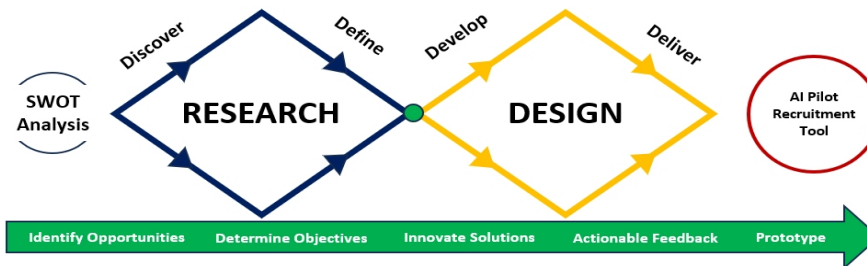 Discover
Define
Develop
Deliver
SWOT
Analysis
RESEARCH
DESIGN
AI Pilot
Recruitment
Tool
Identify Opportunities
Determine Objectives
Innovate Solutions
Actionable Feedback
Prototype